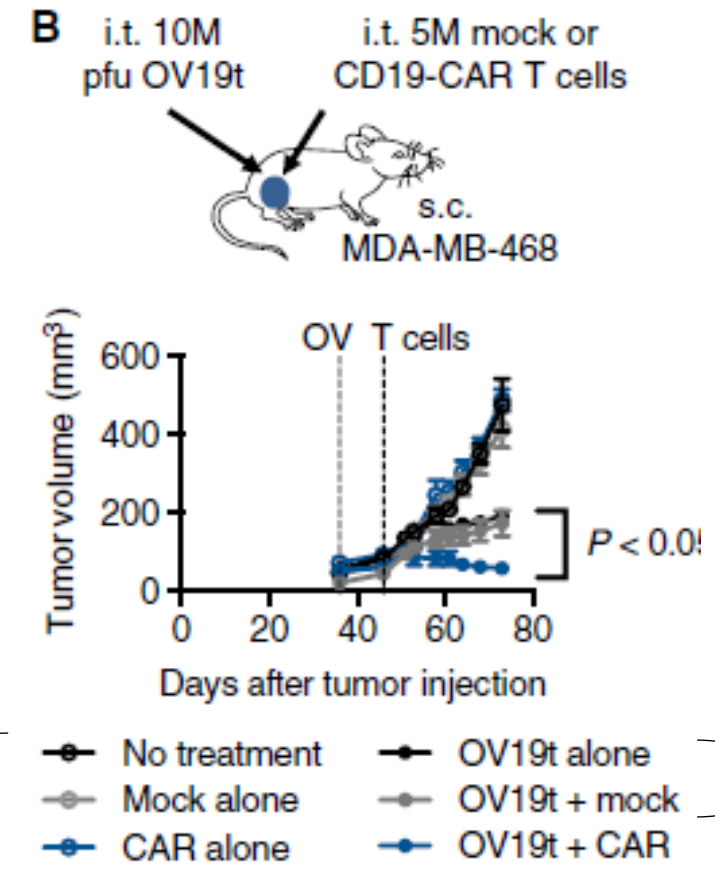 B
i.t. 10M
pfu OV19t
i.t. 5M mock or
CD19-CAR T cells
s.c.
MDA-MB-468
OV T cells
Tumor volume (mm³)
600
400
200
0
P < 0.05
0 20 40 60 80
Days after tumor injection
No treatment
OV19t alone
Mock alone
OV19t + mock
CAR alone
OV19t + CAR